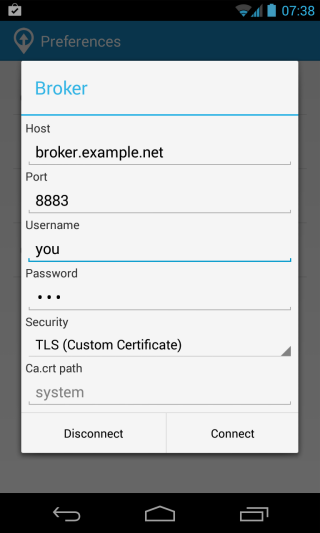 07:38
Preferences
Broker
Host
broker.example.net
Port
8883
Username
you
Password
•••
Security
TLS (Custom Certificate)
Ca.crt path
system
Disconnect
Connect